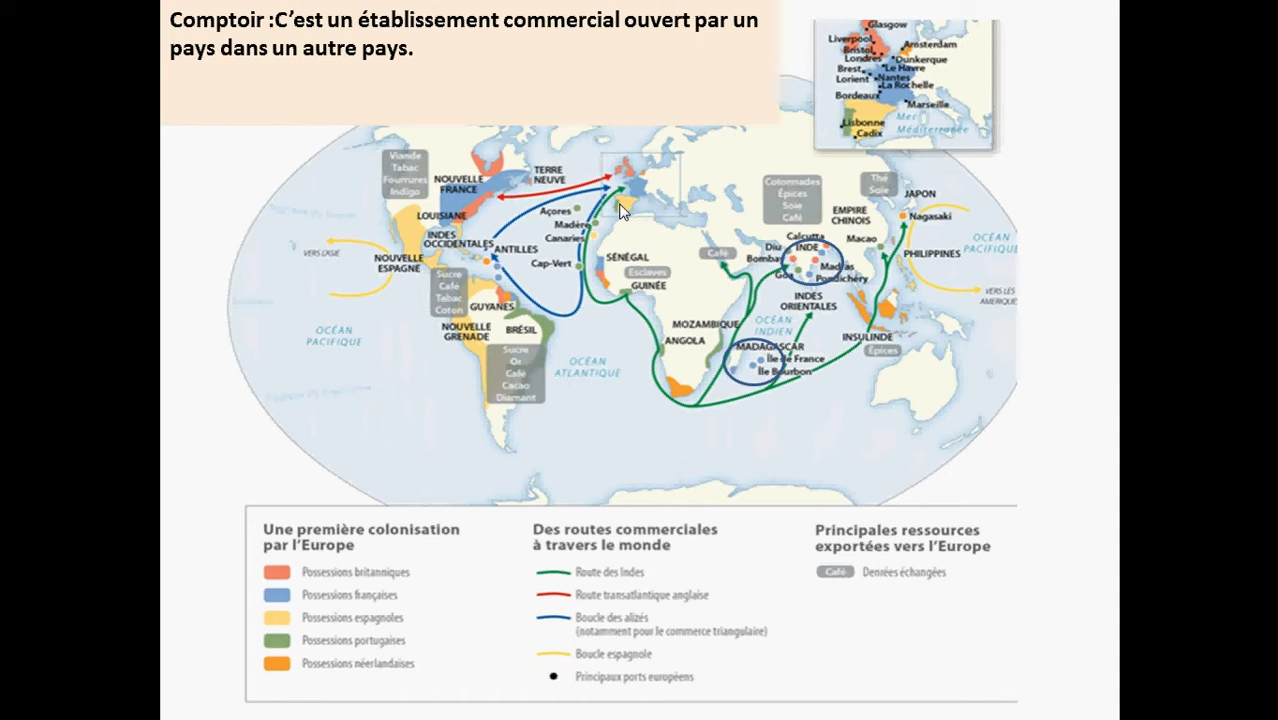 Comptoir :C'est un établissement commercial ouvert par un
pays dans un autre pays.
Glasgow
Liverpool
Bristol
Londres
Amsterdam
Dunkerque
Brest
Le Havre
Lorient
Nantes
La Rochelle
Bordeaux
Marseille
Mer
Méditerranée
Lisbonne
Cadix
Viande
Tabac
Fourrures
Indigo
NOUVELLE
FRANCE
TERRE
NEUVE
LOUISIANE
INDES
OCCIDENTALES
ANTILLES
VERS L'ASIE
NOUVELLE
ESPAGNE
Sucre
Café
Tabac
Coton
GUYANES
NOUVELLE
GRENADE
BRÉSIL
Sucre
Or
Café
Cacao
Diamant
OCÉAN
PACIFIQUE
OCÉAN
ATLANTIQUE
Açores
Madère
Canaries
Cap-Vert
SÉNÉGAL
Esclaves
GUINÉE
ANGOLA
MOZAMBIQUE
Café
Cotonnades
Épices
Soie
Café
Thé
Soie
JAPON
Nagasaki
EMPIRE
CHINOIS
Macao
Calcutta
INDE
Diu
Bombay
Goa
Madras
Pondichéry
INDES
ORIENTALES
OCÉAN
INDIEN
MADAGASCAR
Île de France
Île Bourbon
INSULINDE
Épices
PHILIPPINES
OCÉAN
PACIFIQUE
VERS LES
AMÉRIQUES
Une première colonisation
par l'Europe
Possessions britanniques
Possessions françaises
Possessions espagnoles
Possessions portugaises
Possessions néerlandaises
Des routes commerciales
à travers le monde
Route des Indes
Route transatlantique anglaise
Boucle des alizés
(notamment pour le commerce triangulaire)
Boucle espagnole
Principaux ports européens
Principales ressources
exportées vers l'Europe
Café
Denrées échangées